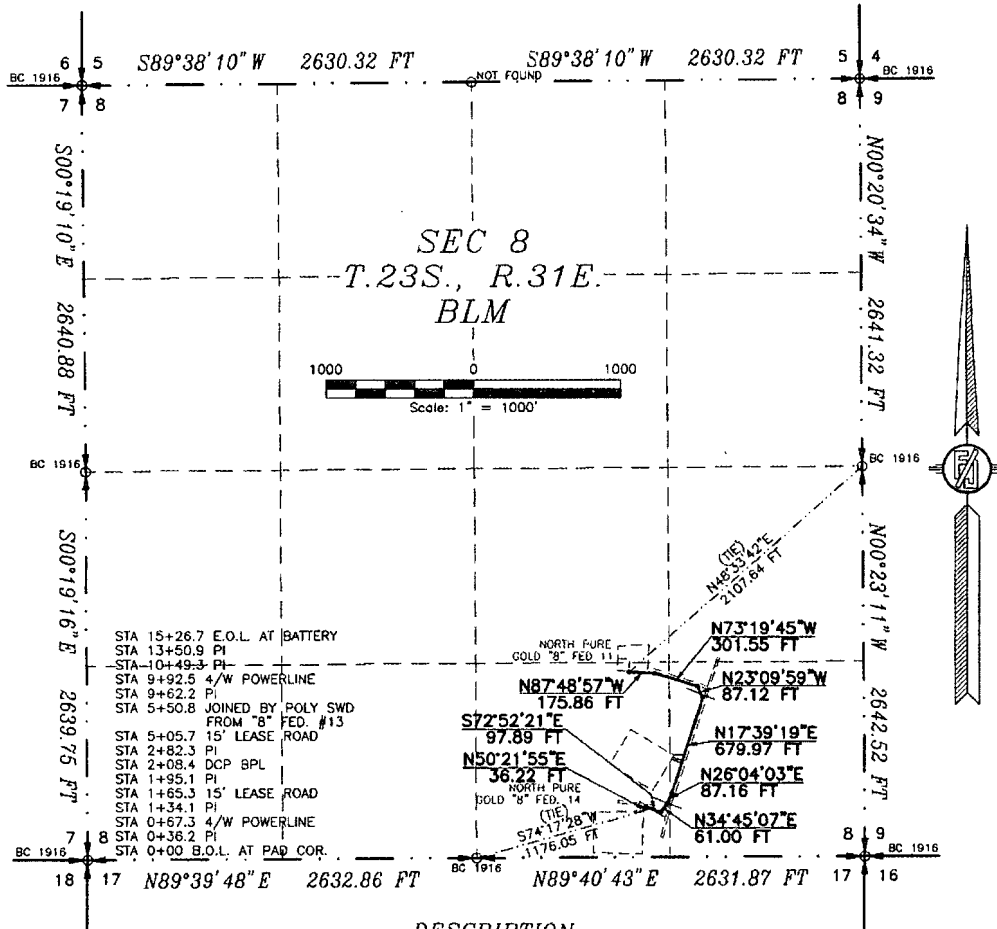 6 5
S89°38'10"W 2630.32 FT
S89°38'10"W 2630.32 FT
5 4
BC 1916
NOT FOUND
BC 1916
7 8
8 9
S00°19'10"E 2640.88 FT
N00°20'34"W 2641.32 FT
SEC 8
T.23S., R.31E.
BLM
1000 0 1000
Scale: 1" = 1000'
BC 1916
BC 1916
S00°19'16"E 2639.75 FT
N00°23'11"W 2642.52 FT
(TIE)
N48°33'42"E
2107.64 FT
STA 15+26.7 E.O.L. AT BATTERY
STA 13+50.9 PI
STA 10+49.3 PI
STA 9+92.5 4/W POWERLINE
STA 9+62.2 PI
STA 5+50.8 JOINED BY POLY SWD
FROM "8" FED. #13
STA 5+05.7 15' LEASE ROAD
STA 2+82.3 PI
STA 2+08.4 DCP BPL
STA 1+95.1 PI
STA 1+65.3 15' LEASE ROAD
STA 1+34.1 PI
STA 0+67.3 4/W POWERLINE
STA 0+36.2 PI
STA 0+00 B.O.L. AT PAD COR.
NORTH PURE
GOLD "8" FED. 11
N73°19'45"W
301.55 FT
N87°48'57"W
175.86 FT
N23°09'59"W
87.12 FT
S72°52'21"E
97.89 FT
N17°39'19"E
679.97 FT
N50°21'55"E
36.22 FT
NORTH PURE
GOLD "8" FED. 14
N26°04'03"E
87.16 FT
(TIE)
S74°17'28"W
1176.05 FT
N34°45'07"E
61.00 FT
7 8
8 9
BC 1916
BC 1916
BC 1916
18 17
N89°39'48"E 2632.86 FT
N89°40'43"E 2631.87 FT
17 16
DESCRIPTION